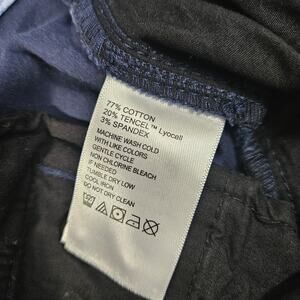 77% COTTON
20% TENCEL™ Lyocell
3% SPANDEX
MACHINE WASH COLD
WITH LIKE COLORS
GENTLE CYCLE
NON CHLORINE BLEACH
IF NEEDED
TUMBLE DRY LOW
COOL IRON
DO NOT DRY CLEAN